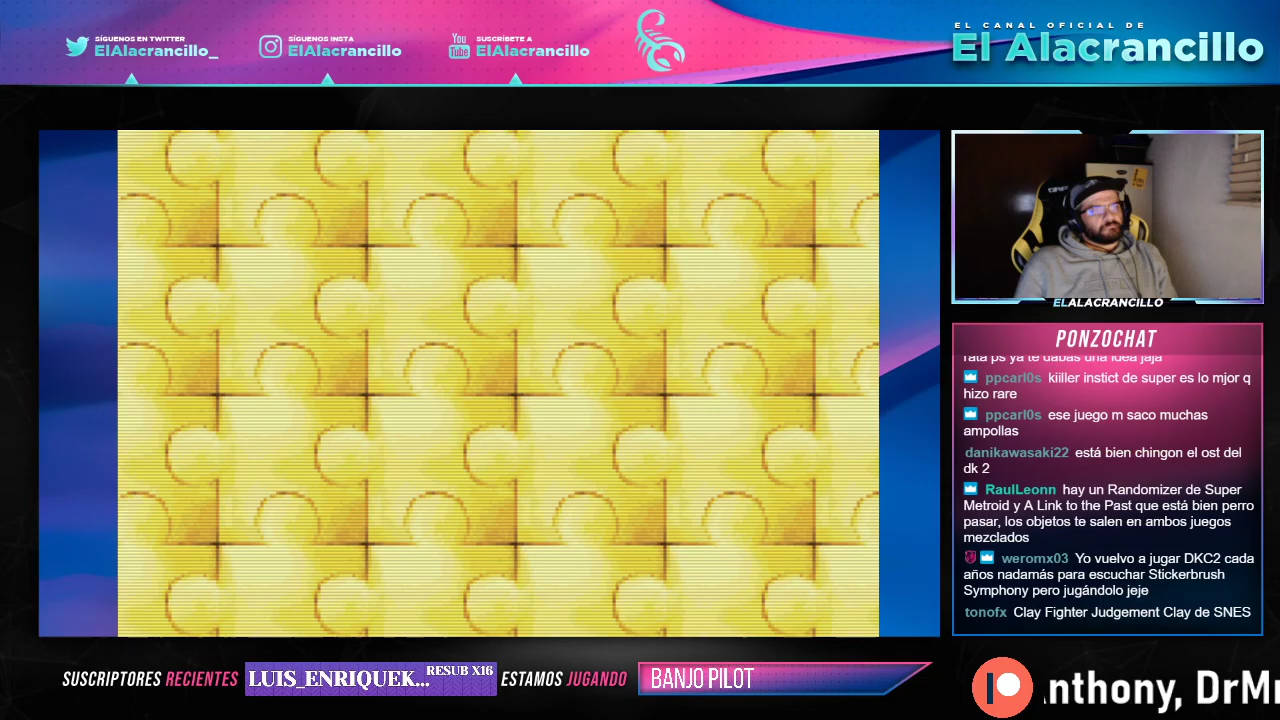 SÍGUENOS EN TWITTER
ElAlacrancillo_
SÍGUENOS INSTA
ElAlacrancillo
You Tube
SUSCRÍBETE A
ElAlacrancillo
EL CANAL OFICIAL DE
El Alacrancillo
ELALACRANCILLO
PONZOCHAT
rata ps ya te dabas una idea jaja
ppcarl0s kiiller instict de super es lo mjor q
hizo rare
ppcarl0s ese juego m saco muchas
ampollas
danikawasaki22 está bien chingon el ost del
dk 2
RaulLeonn hay un Randomizer de Super
Metroid y A Link to the Past que está bien perro
pasar, los objetos te salen en ambos juegos
mezclados
weromx03 Yo vuelvo a jugar DKC2 cada
años nadamás para escuchar Stickerbrush
Symphony pero jugándolo jeje
tonofx Clay Fighter Judgement Clay de SNES
SUSCRIPTORES RECIENTES
LUIS_ENRIQUEK...
RESUB X16
ESTAMOS JUGANDO
BANJO PILOT
nthony, DrM